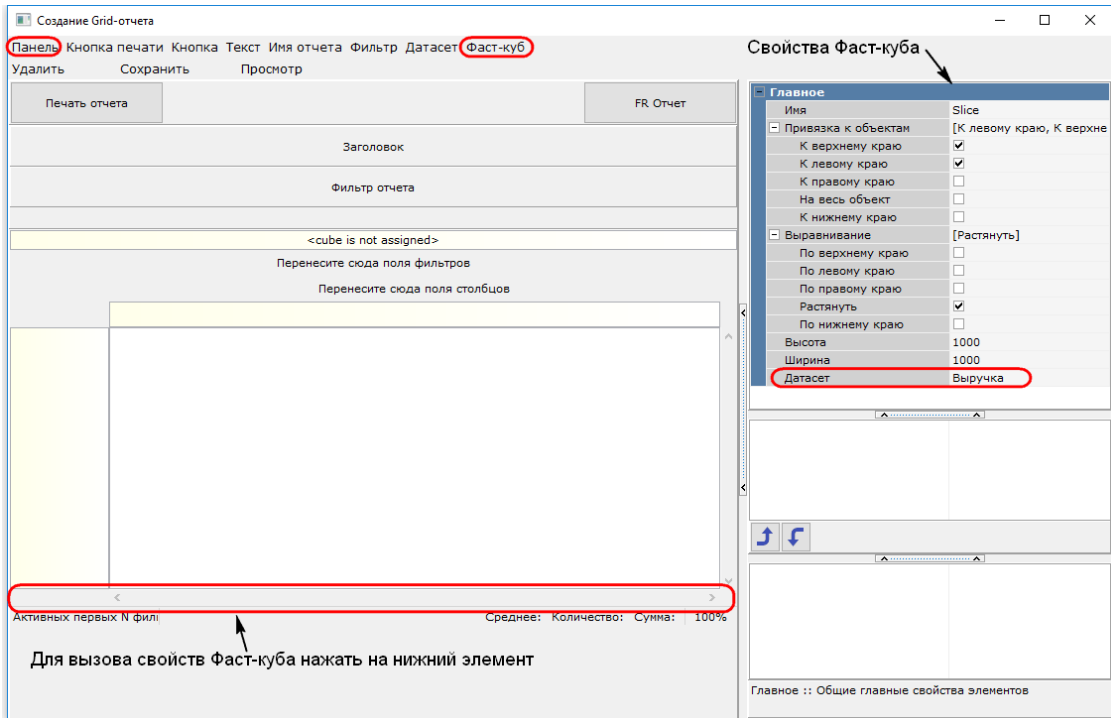 Создание Grid-отчета
Панель Кнопка печати Кнопка Текст Имя отчета Фильтр Датасет Фаст-куб
Удалить Сохранить Просмотр
Свойства Фаст-куба
Печать отчета
FR Отчет
Заголовок
Фильтр отчета
<cube is not assigned>
Перенесите сюда поля фильтров
Перенесите сюда поля столбцов
Активных первых N филі
Среднее: Количество: Сумма: 100%
Для вызова свойств Фаст-куба нажать на нижний элемент
Главное
Имя Slice
Привязка к объектам [К левому краю, К верхне
К верхнему краю
К левому краю
К правому краю
На весь объект
К нижнему краю
Выравнивание [Растянуть]
По верхнему краю
По левому краю
По правому краю
Растянуть
По нижнему краю
Высота 1000
Ширина 1000
Датасет Выручка
Главное :: Общие главные свойства элементов